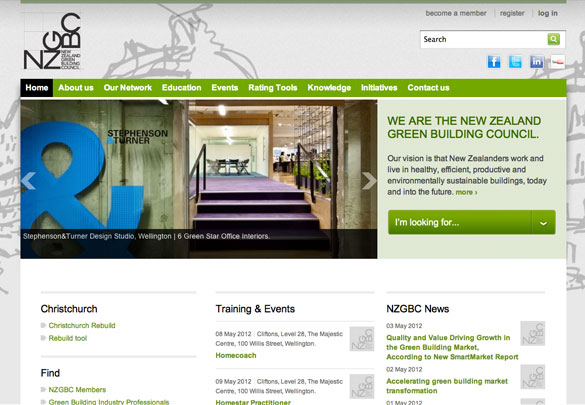 become a member | register | log in
NZGBC
NEW
ZEALAND
GREEN
BUILDING
COUNCIL
Search
Home About us Our Network Education Events Rating Tools Knowledge Initiatives Contact us
STEPHENSON
&TURNER
&
Stephenson&Turner Design Studio, Wellington | 6 Green Star Office Interiors.
WE ARE THE NEW ZEALAND
GREEN BUILDING COUNCIL.
Our vision is that New Zealanders work and
live in healthy, efficient, productive and
environmentally sustainable buildings, today
and into the future. more ›
I'm looking for...
Christchurch
Christchurch Rebuild
Rebuild tool
Find
NZGBC Members
Green Building Industry Professionals
Training & Events
08 May 2012 | Cliftons, Level 28, The Majestic
Centre, 100 Willis Street, Wellington.
Homecoach
09 May 2012 | Cliftons, Level 28, The Majestic
Centre, 100 Willis Street, Wellington.
Homestar Practitioner
NZGBC News
03 May 2012
Quality and Value Driving Growth in
the Green Building Market,
According to New SmartMarket Report
02 May 2012
Accelerating green building market
transformation
01 May 2012